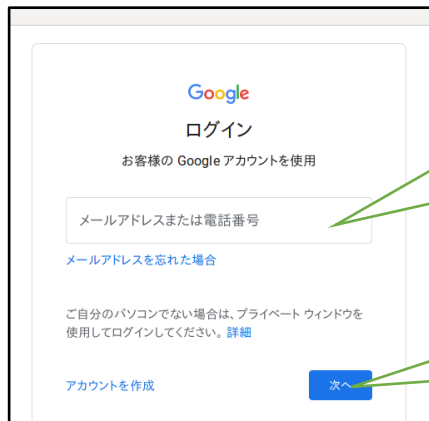 Google
ログイン
お客様の Google アカウントを使用
メールアドレスまたは電話番号
メールアドレスを忘れた場合
ご自分のパソコンでない場合は、プライベート ウィンドウを
使用してログインしてください。 詳細
アカウントを作成
次へ